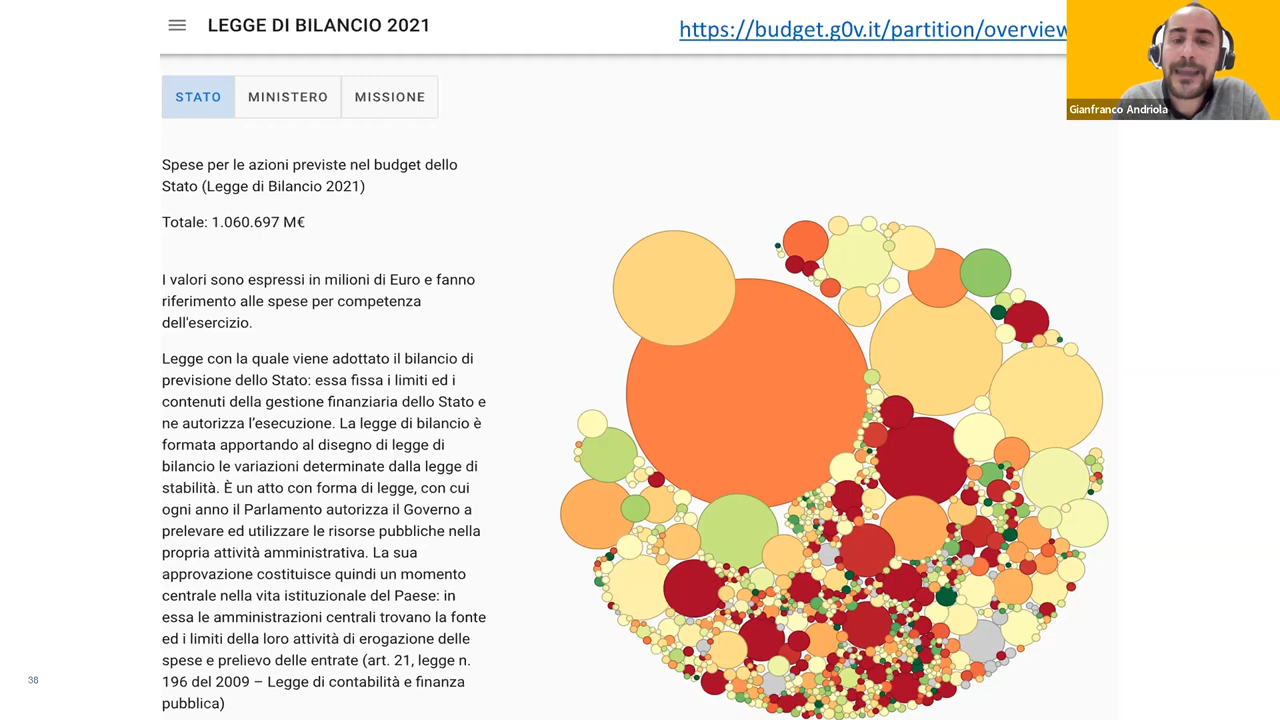 LEGGE DI BILANCIO 2021
https://budget.g0v.it/partition/overview
Gianfranco Andriola
STATO
MINISTERO
MISSIONE
Spese per le azioni previste nel budget dello
Stato (Legge di Bilancio 2021)
Totale: 1.060.697 M€
I valori sono espressi in milioni di Euro e fanno
riferimento alle spese per competenza
dell'esercizio.
Legge con la quale viene adottato il bilancio di
previsione dello Stato: essa fissa i limiti ed i
contenuti della gestione finanziaria dello Stato e
ne autorizza l’esecuzione. La legge di bilancio è
formata apportando al disegno di legge di
bilancio le variazioni determinate dalla legge di
stabilità. È un atto con forma di legge, con cui
ogni anno il Parlamento autorizza il Governo a
prelevare ed utilizzare le risorse pubbliche nella
propria attività amministrativa. La sua
approvazione costituisce quindi un momento
centrale nella vita istituzionale del Paese: in
essa le amministrazioni centrali trovano la fonte
ed i limiti della loro attività di erogazione delle
spese e prelievo delle entrate (art. 21, legge n.
196 del 2009 – Legge di contabilità e finanza
pubblica)
38